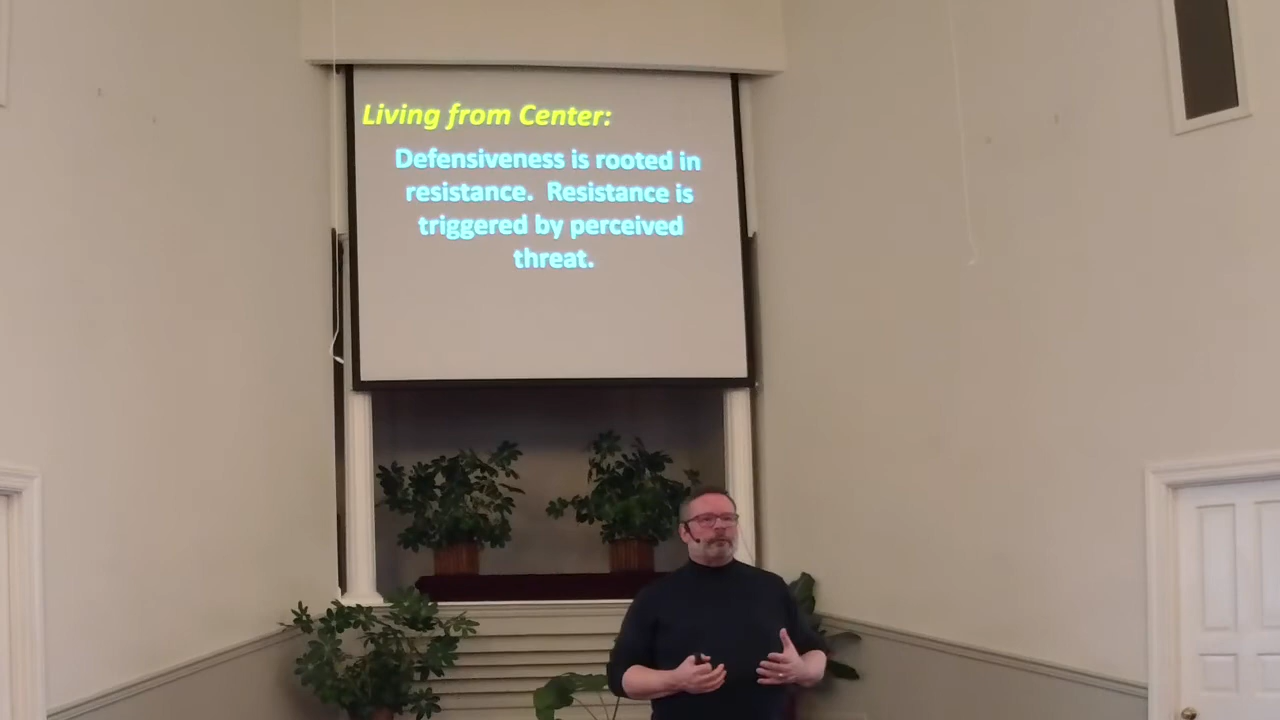 Living from Center:
Defensiveness is rooted in
resistance.  Resistance is
triggered by perceived
threat.